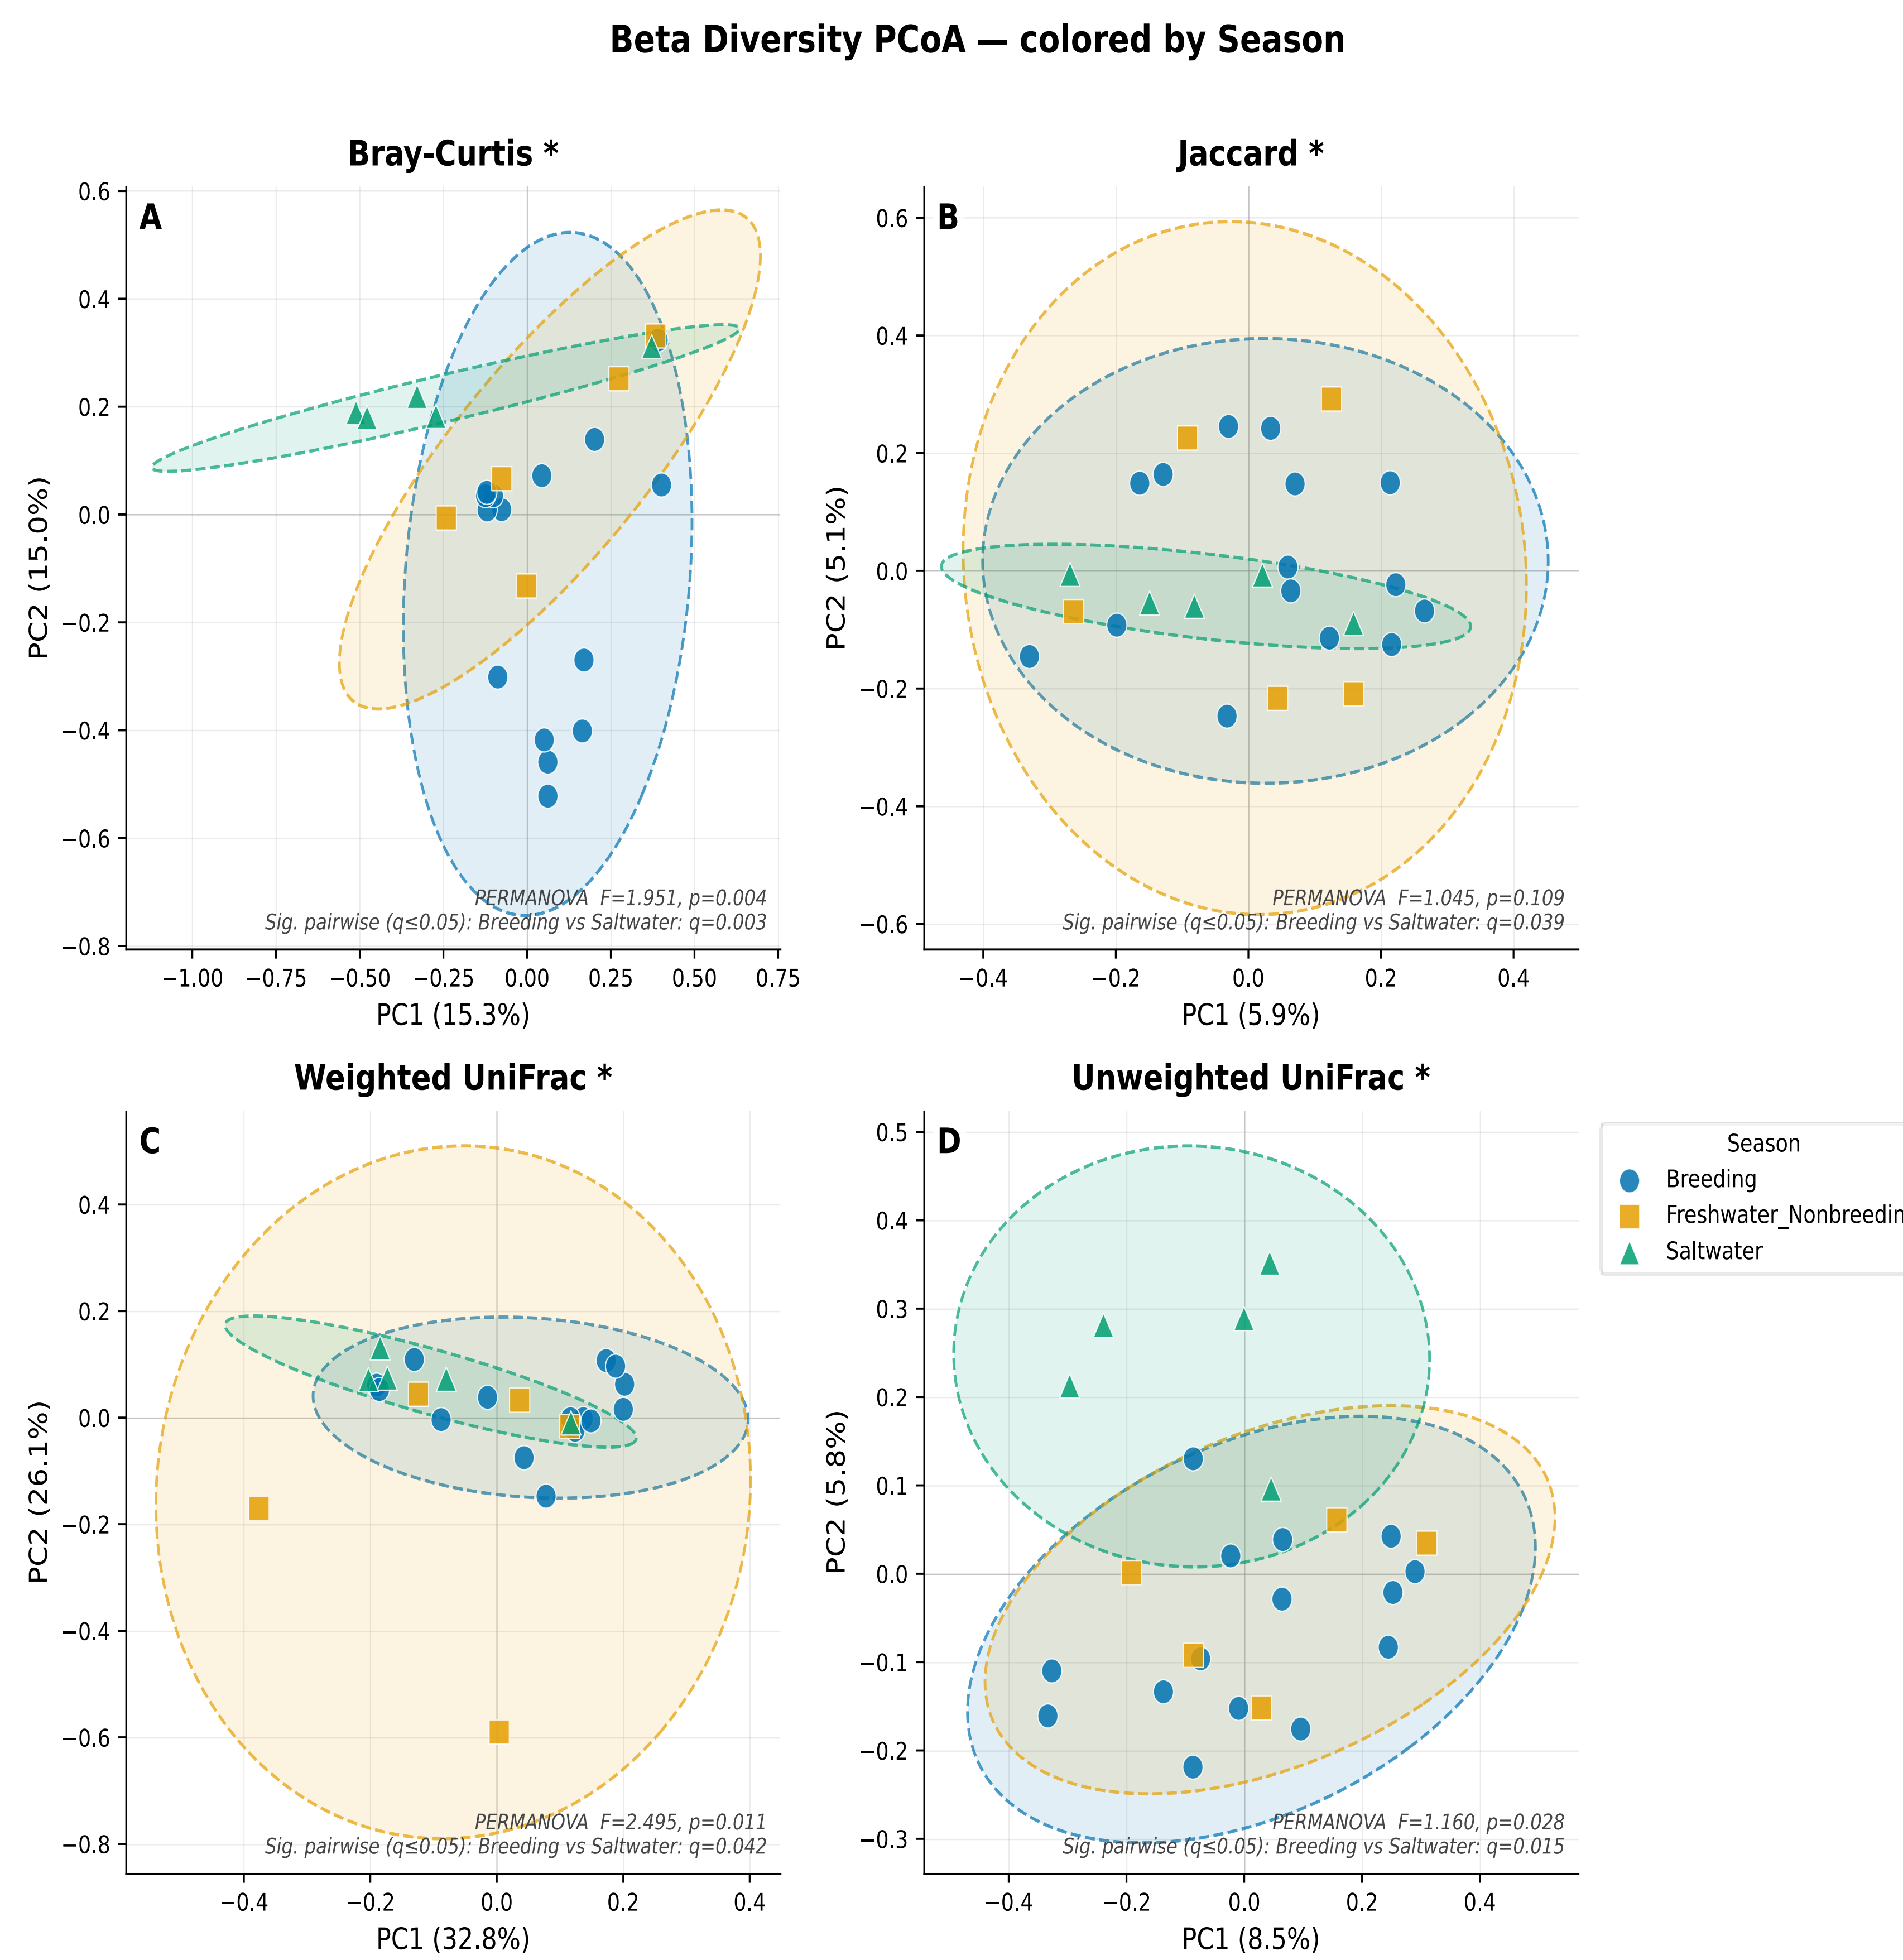 Beta Diversity PCoA — colored by Season
Bray-Curtis *
A
0.6
0.4
0.2
0.0
−0.2
−0.4
−0.6
−0.8
PC2 (15.0%)
PERMANOVA F=1.951, p=0.004
Sig. pairwise (q≤0.05): Breeding vs Saltwater: q=0.003
−1.00 −0.75 −0.50 −0.25 0.00 0.25 0.50 0.75
PC1 (15.3%)
Jaccard *
B
0.6
0.4
0.2
0.0
−0.2
−0.4
−0.6
PC2 (5.1%)
PERMANOVA F=1.045, p=0.109
Sig. pairwise (q≤0.05): Breeding vs Saltwater: q=0.039
−0.4 −0.2 0.0 0.2 0.4
PC1 (5.9%)
Weighted UniFrac *
C
0.4
0.2
0.0
−0.2
−0.4
−0.6
−0.8
PC2 (26.1%)
PERMANOVA F=2.495, p=0.011
Sig. pairwise (q≤0.05): Breeding vs Saltwater: q=0.042
−0.4 −0.2 0.0 0.2 0.4
PC1 (32.8%)
Unweighted UniFrac *
D
0.5
0.4
0.3
0.2
0.1
0.0
−0.1
−0.2
−0.3
PC2 (5.8%)
PERMANOVA F=1.160, p=0.028
Sig. pairwise (q≤0.05): Breeding vs Saltwater: q=0.015
−0.4 −0.2 0.0 0.2 0.4
PC1 (8.5%)
Season
Breeding
Freshwater_Nonbreedin
Saltwater